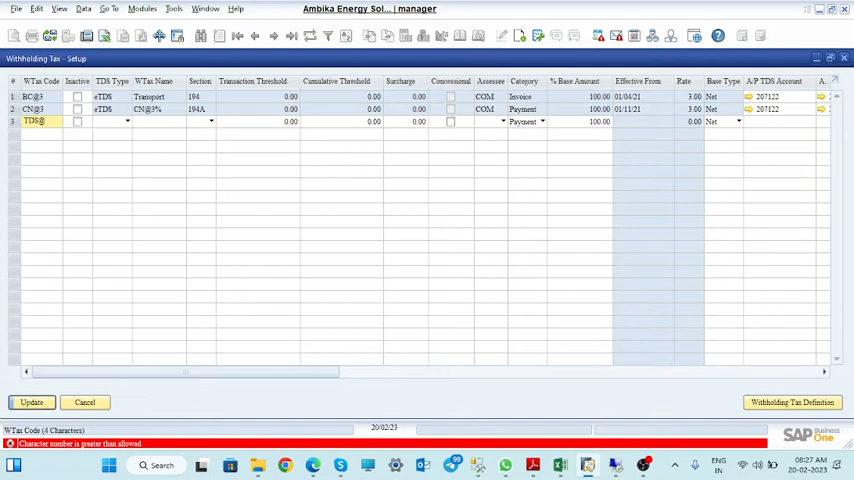 File Edit View Data Go To Modules Tools Window Help Ambika Energy Sol... | manager
Withholding Tax - Setup
# WTax Code Inactive TDS Type WTax Name Section Transaction Threshold Cumulative Threshold Surcharge Concessional Assessee Category % Base Amount Effective From Rate Base Type A/P TDS Account A.
1 BC@3 eTDS Transport 194 0.00 0.00 0.00 COM Invoice 100.00 01/04/21 3.00 Net 207122 2
2 CN@3 eTDS CN@3% 194A 0.00 0.00 0.00 COM Payment 100.00 01/11/21 3.00 Net 207122 2
3 TDS@ 0.00 0.00 0.00 Payment 100.00 0.00 Net
Update Cancel Withholding Tax Definition
WTax Code (4 Characters) 20/02/23
Character number is greater than allowed
SAP Business One
Search 99 ENG IN 08:27 AM 20-02-2023